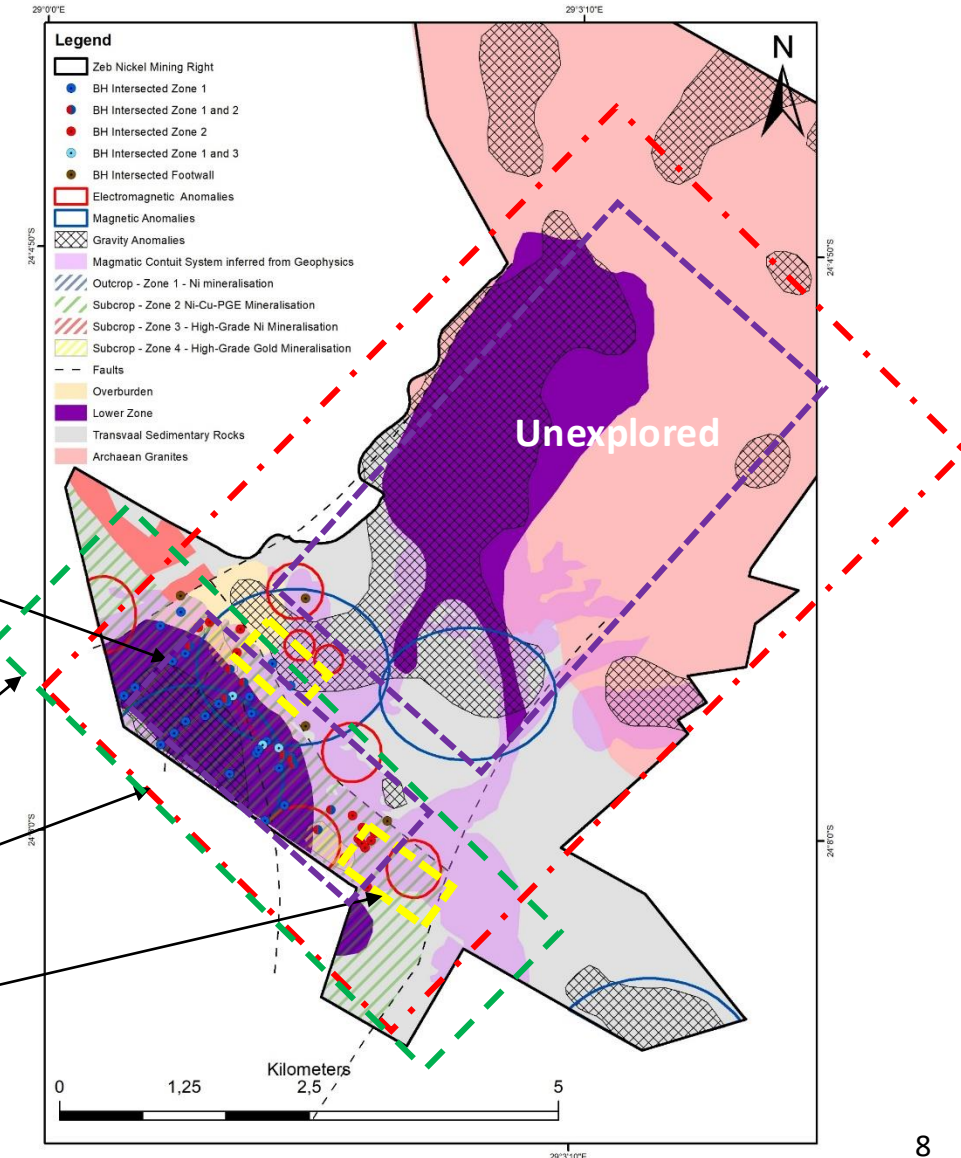 29°0'0"E
29°3'10"E
Legend
Zeb Nickel Mining Right
BH Intersected Zone 1
BH Intersected Zone 1 and 2
BH Intersected Zone 2
BH Intersected Zone 1 and 3
BH Intersected Footwall
Electromagnetic Anomalies
Magnetic Anomalies
Gravity Anomalies
Magmatic Contuit System inferred from Geophysics
Outcrop - Zone 1 - Ni mineralisation
Subcrop - Zone 2 Ni-Cu-PGE Mineralisation
Subcrop - Zone 3 - High-Grade Ni Mineralisation
Subcrop - Zone 4 - High-Grade Gold Mineralisation
Faults
Overburden
Lower Zone
Transvaal Sedimentary Rocks
Archaean Granites
N
24°4'50"S
24°4'50"S
Unexplored
24°8'0"S
Kilometers
0 1,25 2,5 5
29°3'10"E
8